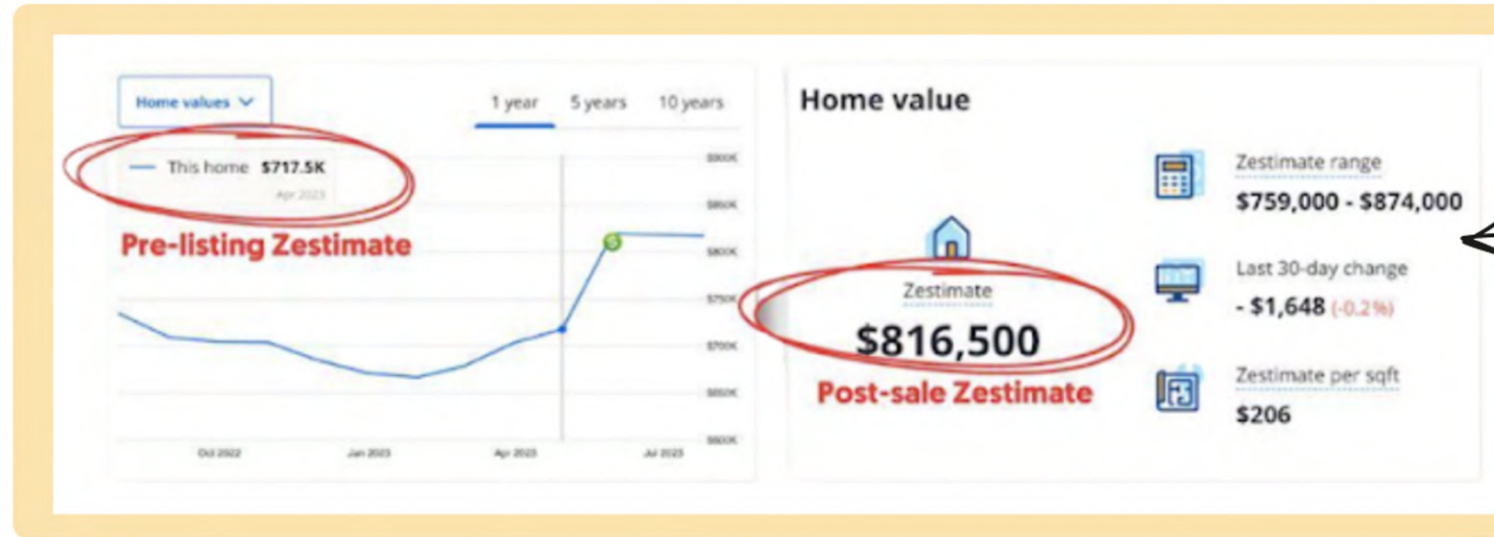 Home values
1 year 5 years 10 years
This home $717.5K
Apr 2023
Pre-listing Zestimate
$900K
$850K
$800K
$750K
$700K
$650K
$600K
Oct 2022 Jan 2023 Apr 2023 Jul 2023
Home value
Zestimate
$816,500
Post-sale Zestimate
Zestimate range
$759,000 - $874,000
Last 30-day change
- $1,648 (-0.2%)
Zestimate per sqft
$206